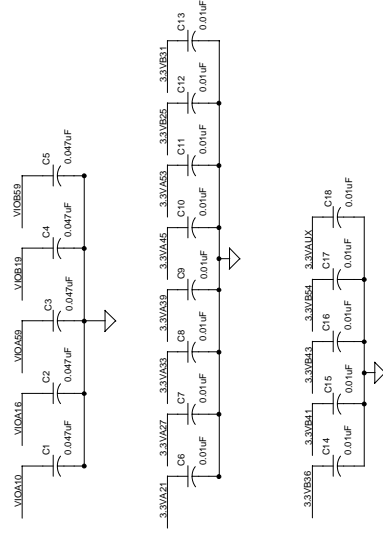 VIOA10
VIOA16
VIOA59
VIOB19
VIOB59
C1
C2
C3
C4
C5
0.047uF
0.047uF
0.047uF
0.047uF
0.047uF
3.3VA21
3.3VA27
3.3VA33
3.3VA39
3.3VA45
3.3VA53
3.3VB25
3.3VB31
C6
C7
C8
C9
C10
C11
C12
C13
0.01uF
0.01uF
0.01uF
0.01uF
0.01uF
0.01uF
0.01uF
0.01uF
3.3VB36
3.3VB41
3.3VB43
3.3VB54
3.3VAUX
C14
C15
C16
C17
C18
0.01uF
0.01uF
0.01uF
0.01uF
0.01uF